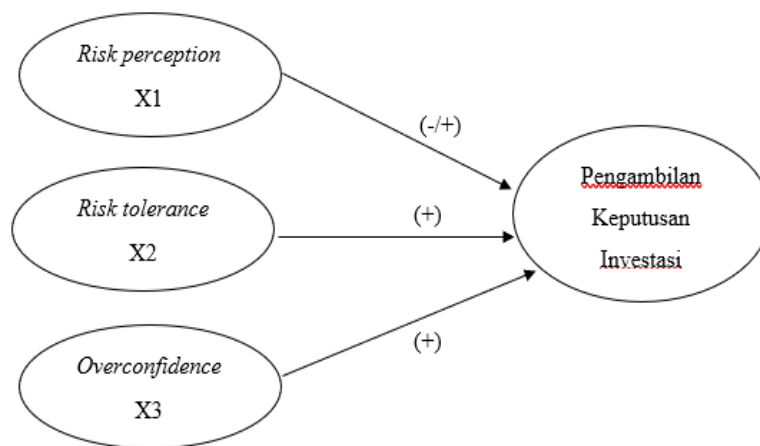 Risk perception
X1
(-/+)
Risk tolerance
X2
(+)
Overconfidence
X3
(+)
Pengambilan
Keputusan
Investasi